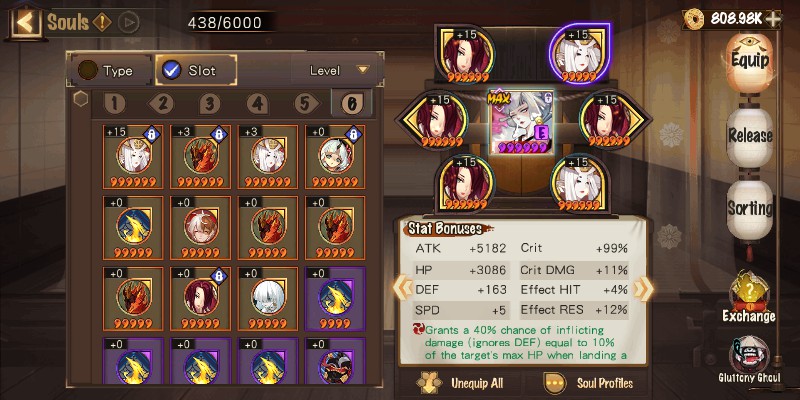 Souls
438/6000
808.98K
Type
Slot
Level
1 2 3 4 5 6
+15 +3 +3 +0
999999 999999 999999 999999
+0 +0 +0 +0
99999 99999 99999 99999
+0 +0 +0 +0
99999 99999 99999 99999
+0 +0 +0 +0
+15 +15
999999 999999
+15 MAX +15
999999 E 999999
999999
+15 +15
999999 999999
Stat Bonuses
ATK +5182 Crit +99%
HP +3086 Crit DMG +11%
DEF +163 Effect HIT +4%
SPD +5 Effect RES +12%
Grants a 40% chance of inflicting
damage (ignores DEF) equal to 10%
of the target's max HP when landing a
Unequip All
Soul Profiles
Equip
Release
Sorting
Exchange
Gluttony Ghoul